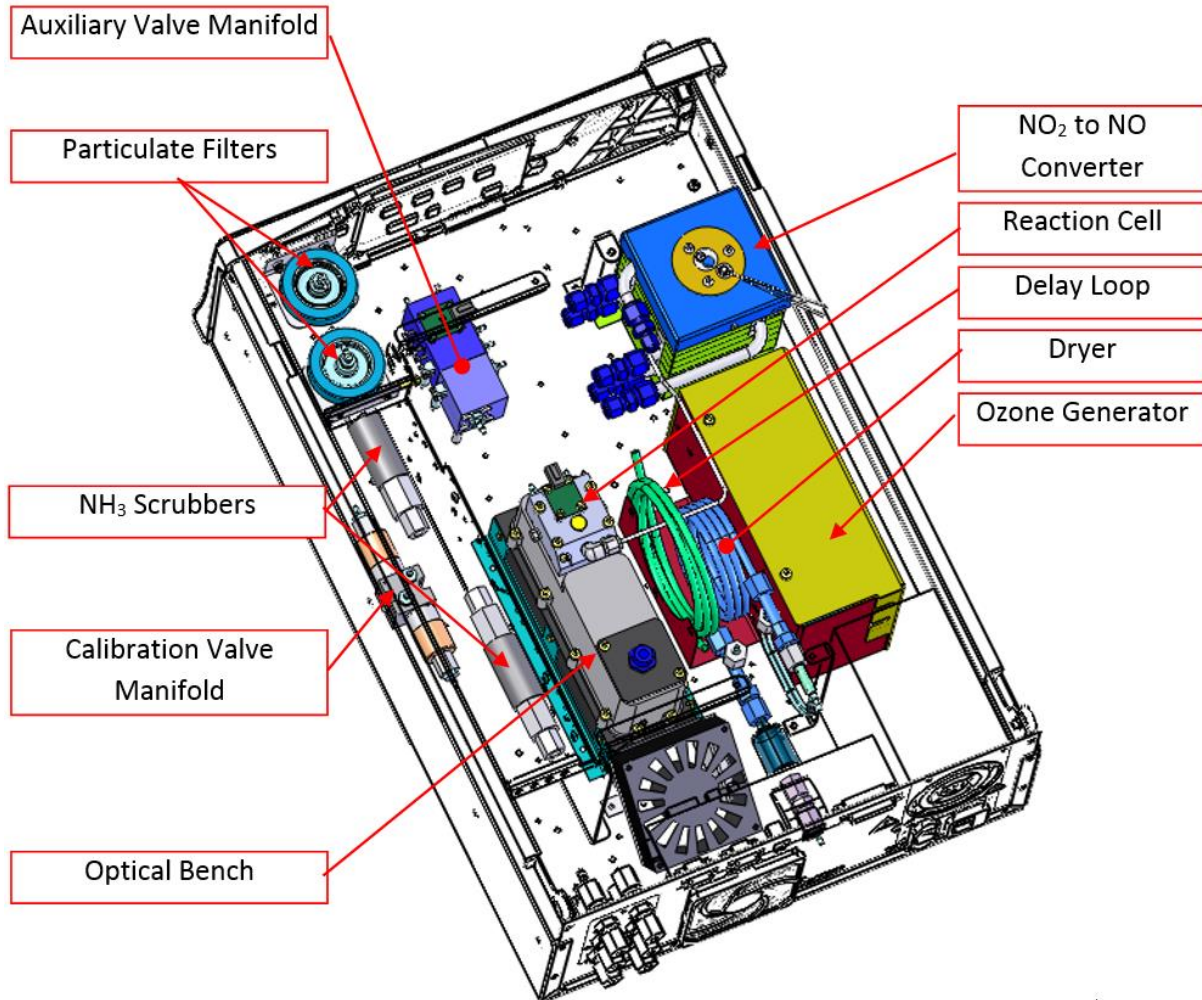 Auxiliary Valve Manifold
Particulate Filters
NH₃ Scrubbers
Calibration Valve
Manifold
Optical Bench
NO₂ to NO
Converter
Reaction Cell
Delay Loop
Dryer
Ozone Generator